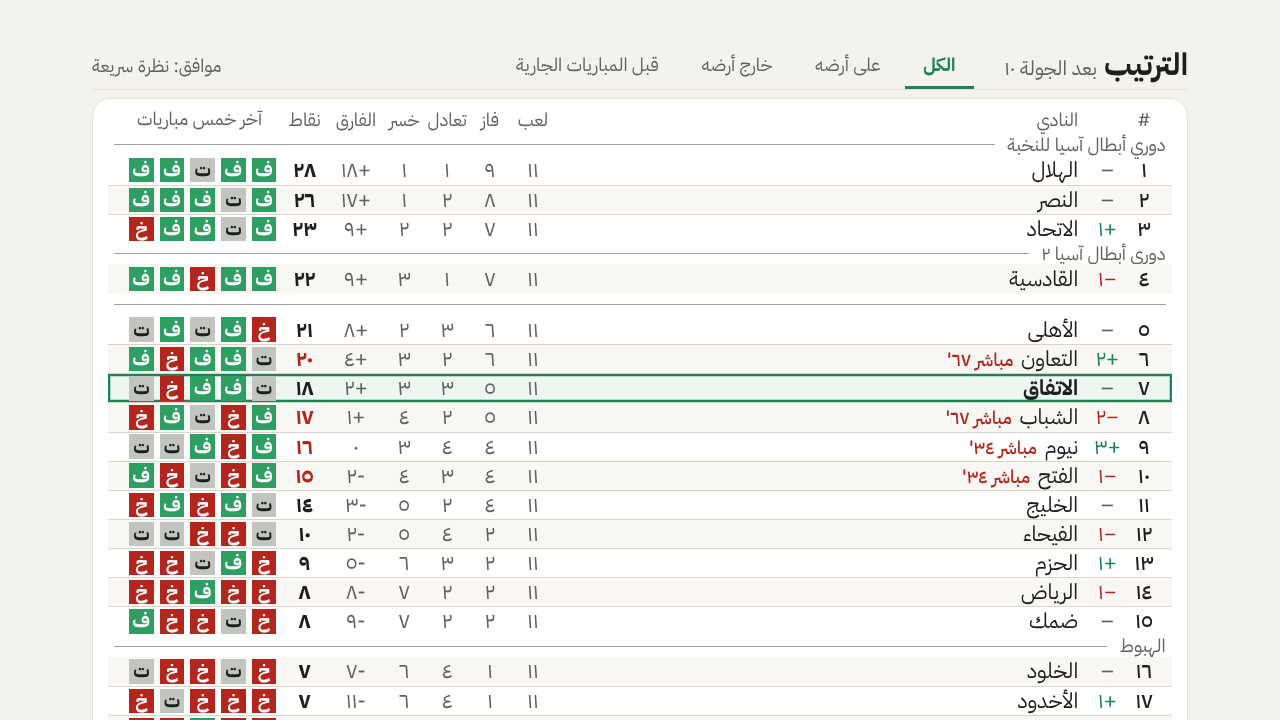 الترتيب بعد الجولة ١٠ الكل على أرضه خارج أرضه قبل المباريات الجارية موافق: نظرة سريعة
# النادي لعب فاز تعادل خسر الفارق نقاط آخر خمس مباريات
دوري أبطال آسيا للنخبة
١ – الهلال ١١ ٩ ١ ١ +١٨ ٢٨ ف ف ت ف ف
٢ – النصر ١١ ٨ ٢ ١ +١٧ ٢٦ ف ت ف ف ف
٣ +١ الاتحاد ١١ ٧ ٢ ٢ +٩ ٢٣ ف ت ف ف خ
دوري أبطال آسيا ٢
٤ −١ القادسية ١١ ٧ ١ ٣ +٩ ٢٢ ف ف خ ف ف
٥ – الأهلي ١١ ٦ ٣ ٢ +٨ ٢١ خ ف ت ف ت
٦ +٢ التعاون مباشر ٦٧' ١١ ٦ ٢ ٣ +٤ ٢٠ ت ف ف خ ف
٧ – الاتفاق ١١ ٥ ٣ ٣ +٢ ١٨ ت ف ف خ ت
٨ −٢ الشباب مباشر ٦٧' ١١ ٥ ٢ ٤ +١ ١٧ ف خ ت ف خ
٩ +٣ نيوم مباشر ٣٤' ١١ ٤ ٤ ٣ ٠ ١٦ ف خ ف ت ت
١٠ −١ الفتح مباشر ٣٤' ١١ ٤ ٣ ٤ -٢ ١٥ ف خ ت خ ف
١١ – الخليج ١١ ٤ ٢ ٥ -٣ ١٤ ت ف خ ف خ
١٢ −١ الفيحاء ١١ ٢ ٤ ٥ -٢ ١٠ ت خ خ ت ت
١٣ +١ الحزم ١١ ٢ ٣ ٦ -٥ ٩ خ ف ت خ خ
١٤ −١ الرياض ١١ ٢ ٢ ٧ -٨ ٨ خ خ ف خ خ
١٥ – ضمك ١١ ٢ ٢ ٧ -٩ ٨ خ ت خ خ ف
الهبوط
١٦ – الخلود ١١ ١ ٤ ٦ -٧ ٧ خ ت خ خ ت
١٧ +١ الأخدود ١١ ١ ٤ ٦ -١١ ٧ خ خ خ ت خ